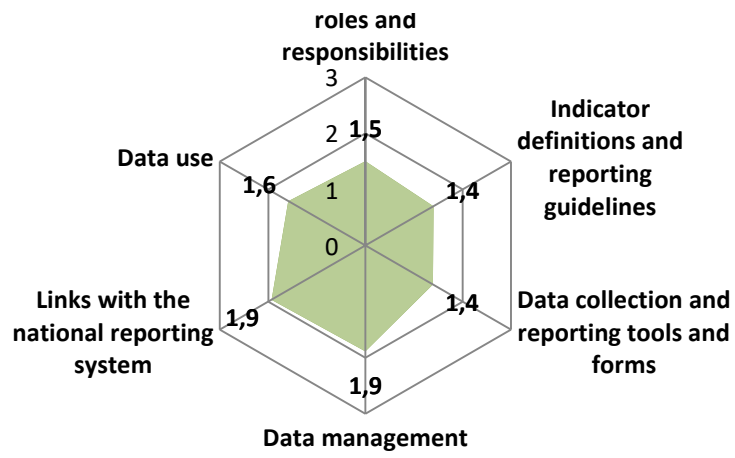 roles and
responsibilities
3
2
1,5
1
0
Indicator
definitions and
reporting
guidelines
1,4
Data collection and
reporting tools and
forms
1,4
Data management
1,9
Links with the
national reporting
system
1,9
Data use
1,6